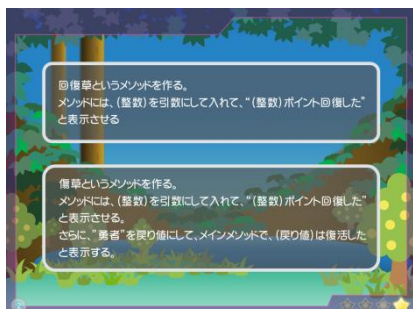 回復草というメソッドを作る。
メソッドには、(整数)を引数にして入れて、“(整数)ポイント回復した”
と表示させる
傷草というメソッドを作る。
メソッドには、(整数)を引数にして入れて、“(整数)ポイント回復した”
と表示させる。
さらに、“勇者”を戻り値にして、メインメソッドで、(戻り値)は復活した
と表示する。